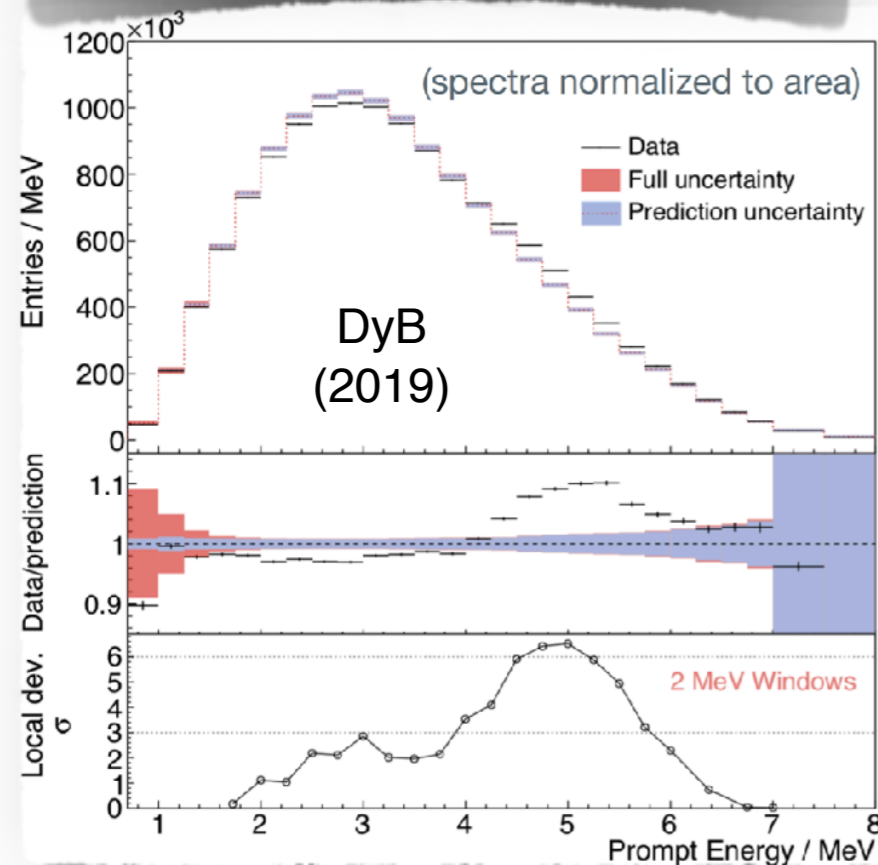 ×10³
1200
1000
800
600
400
200
0
Entries / MeV
(spectra normalized to area)
Data
Full uncertainty
Prediction uncertainty
DyB
(2019)
1.1
1
0.9
Data/prediction
6
5
4
3
2
1
0
Local dev.
σ
2 MeV Windows
1 2 3 4 5 6 7 8
Prompt Energy / MeV